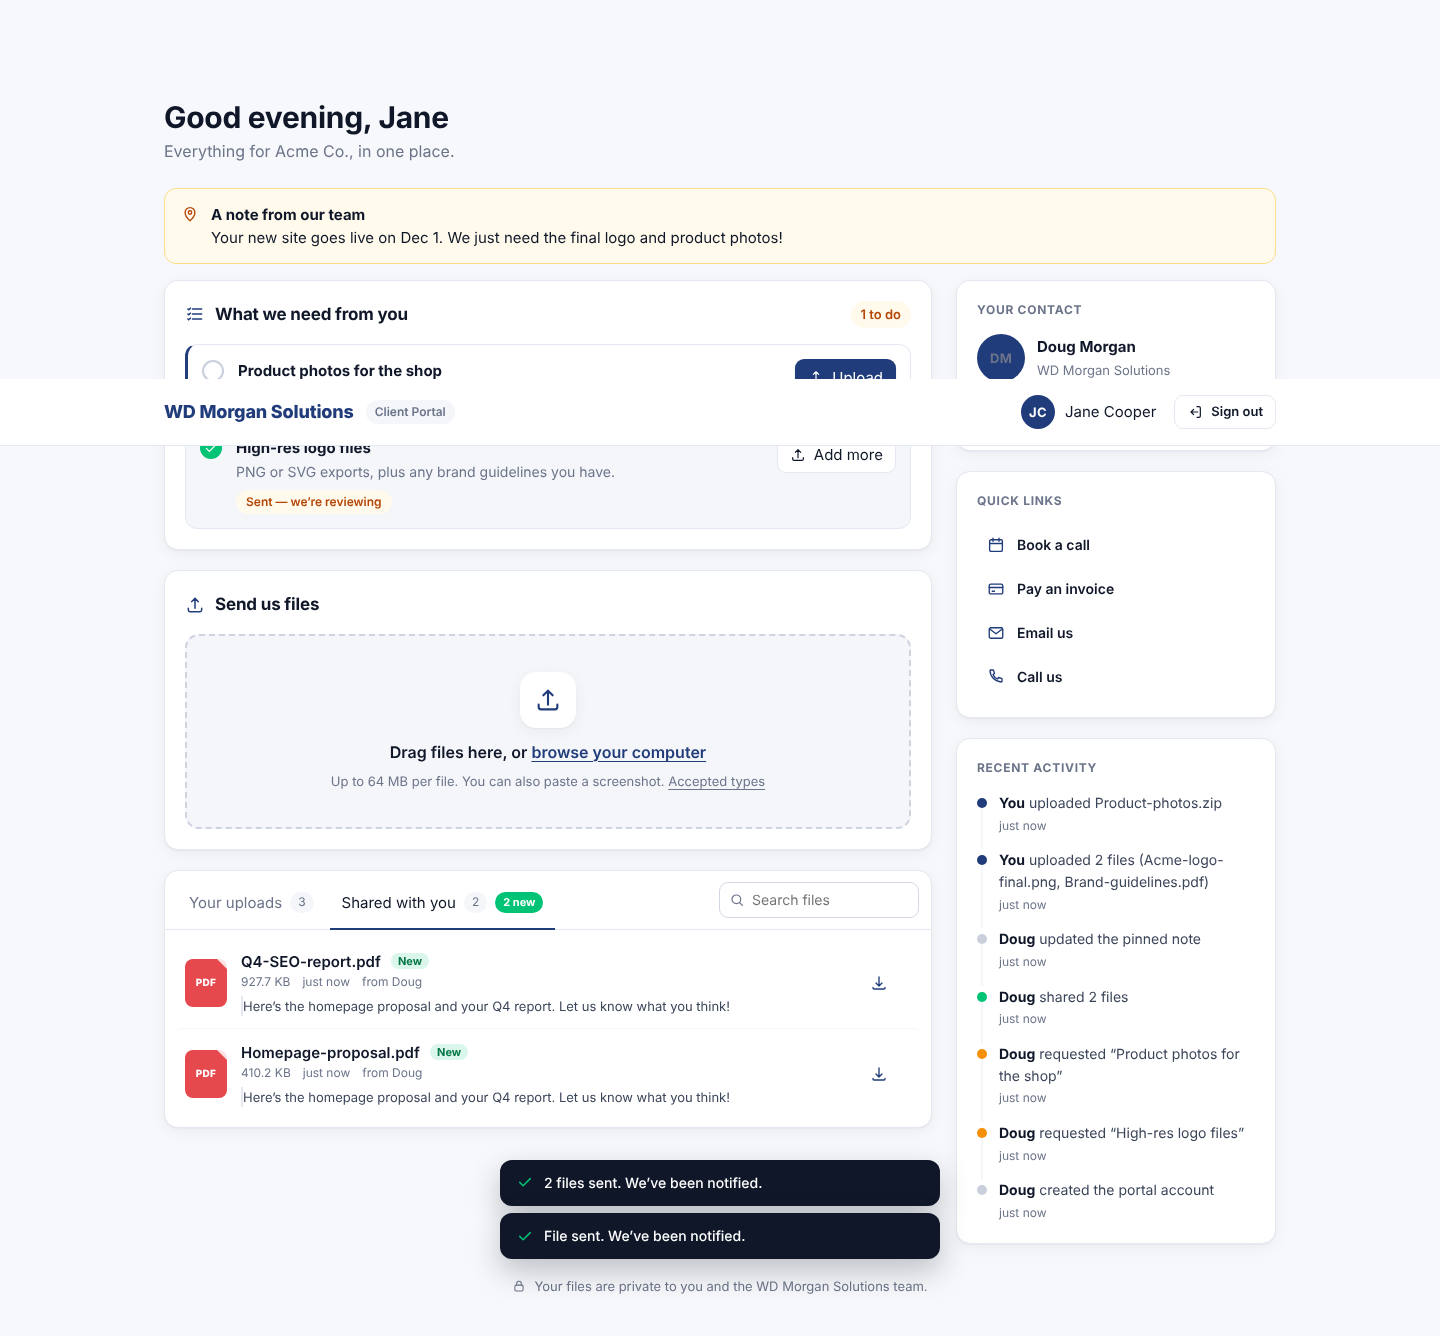 Good evening, Jane
Everything for Acme Co., in one place.
A note from our team
Your new site goes live on Dec 1. We just need the final logo and product photos!
What we need from you
1 to do
Product photos for the shop
Upload
YOUR CONTACT
DM
Doug Morgan
WD Morgan Solutions
WD Morgan Solutions
Client Portal
JC
Jane Cooper
Sign out
High-res logo files
PNG or SVG exports, plus any brand guidelines you have.
Sent — we’re reviewing
Add more
QUICK LINKS
Book a call
Pay an invoice
Email us
Call us
Send us files
Drag files here, or browse your computer
Up to 64 MB per file. You can also paste a screenshot. Accepted types
Your uploads 3
Shared with you 2 2 new
Search files
PDF
Q4-SEO-report.pdf New
927.7 KB just now from Doug
Here’s the homepage proposal and your Q4 report. Let us know what you think!
PDF
Homepage-proposal.pdf New
410.2 KB just now from Doug
Here’s the homepage proposal and your Q4 report. Let us know what you think!
RECENT ACTIVITY
You uploaded Product-photos.zip
just now
You uploaded 2 files (Acme-logo-
final.png, Brand-guidelines.pdf)
just now
Doug updated the pinned note
just now
Doug shared 2 files
just now
Doug requested “Product photos for
the shop”
just now
Doug requested “High-res logo files”
just now
Doug created the portal account
just now
2 files sent. We’ve been notified.
File sent. We’ve been notified.
Your files are private to you and the WD Morgan Solutions team.